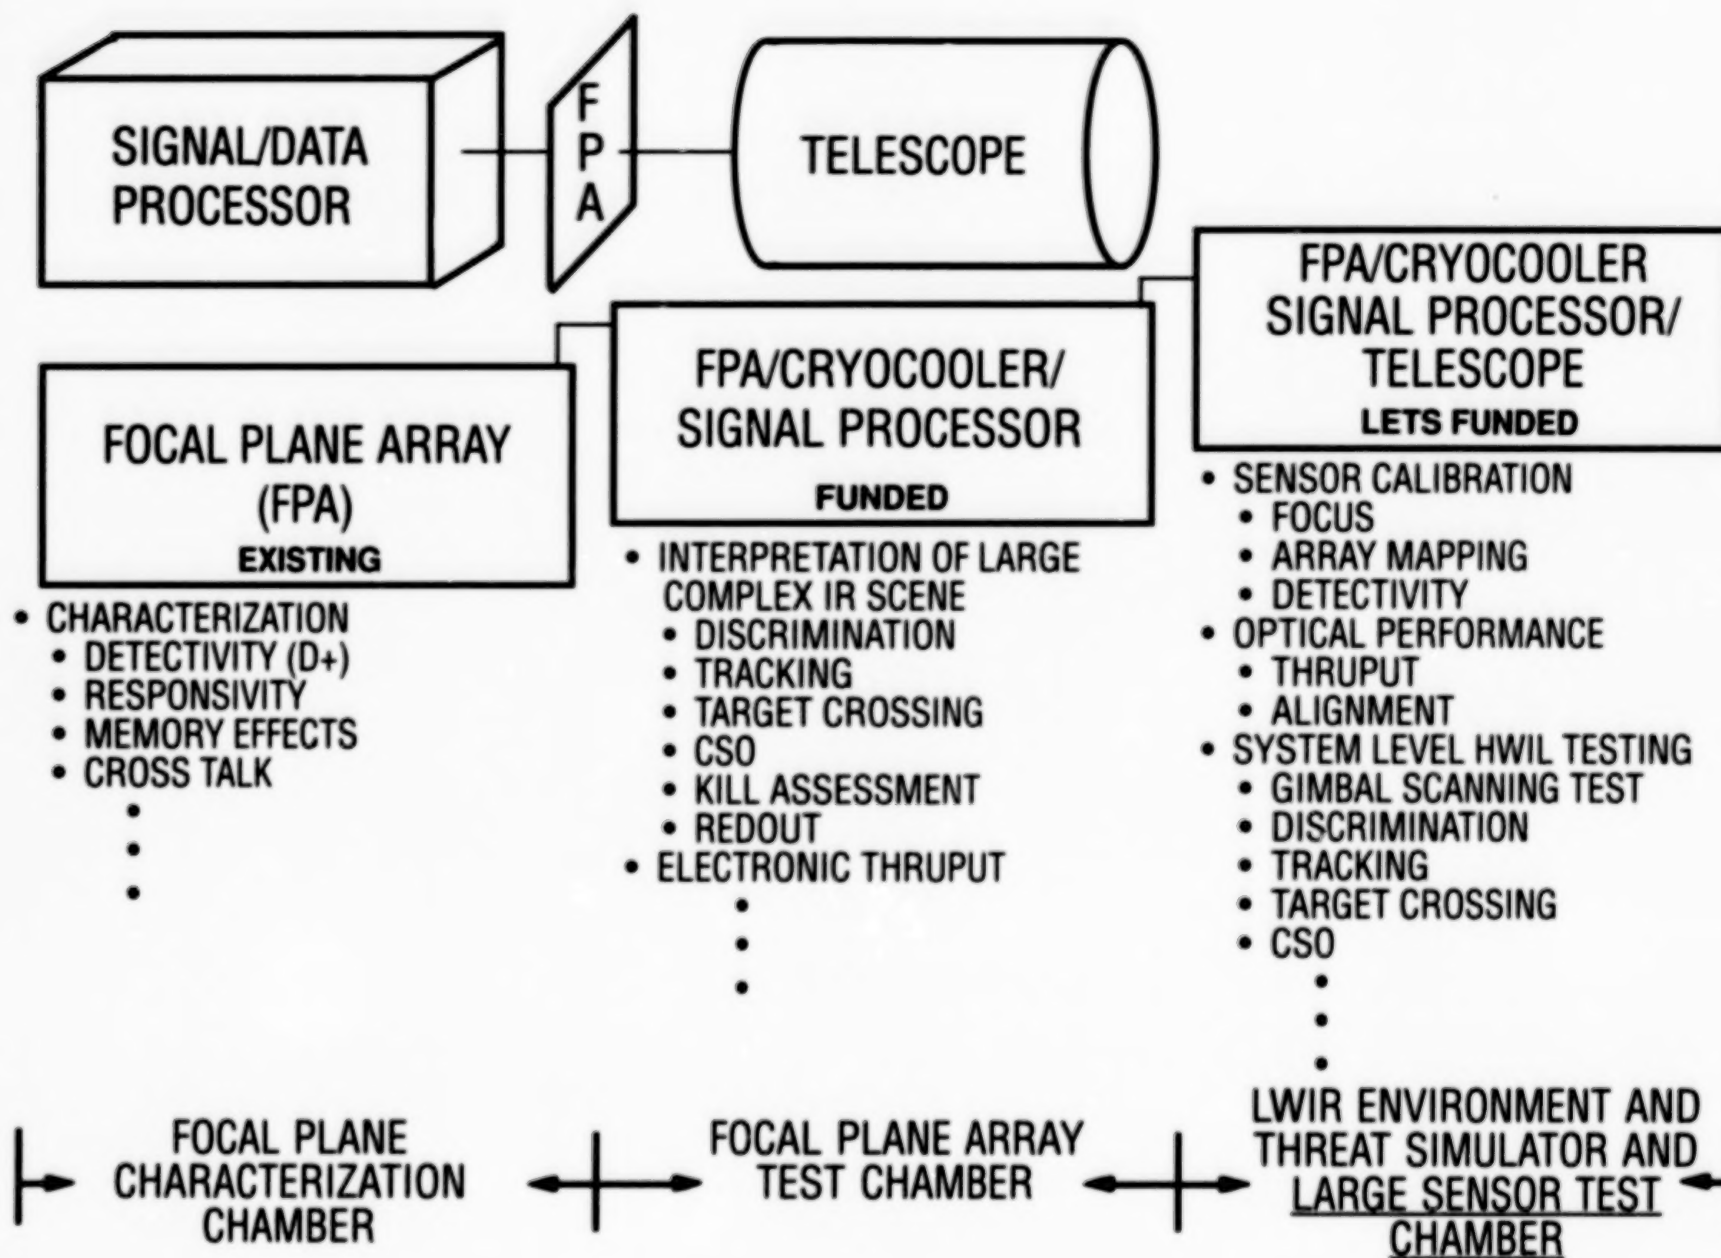 SIGNAL/DATA
PROCESSOR
F
P
A
TELESCOPE
FOCAL PLANE ARRAY
(FPA)
EXISTING
• CHARACTERIZATION
• DETECTIVITY (D+)
• RESPONSIVITY
• MEMORY EFFECTS
• CROSS TALK
•
•
•
FPA/CRYOCOOLER/
SIGNAL PROCESSOR
FUNDED
• INTERPRETATION OF LARGE
COMPLEX IR SCENE
• DISCRIMINATION
• TRACKING
• TARGET CROSSING
• CSO
• KILL ASSESSMENT
• REDOUT
• ELECTRONIC THRUPUT
•
•
•
FPA/CRYOCOOLER
SIGNAL PROCESSOR/
TELESCOPE
LETS FUNDED
• SENSOR CALIBRATION
• FOCUS
• ARRAY MAPPING
• DETECTIVITY
• OPTICAL PERFORMANCE
• THRUPUT
• ALIGNMENT
• SYSTEM LEVEL HWIL TESTING
• GIMBAL SCANNING TEST
• DISCRIMINATION
• TRACKING
• TARGET CROSSING
• CSO
•
•
•
FOCAL PLANE
CHARACTERIZATION
CHAMBER
FOCAL PLANE ARRAY
TEST CHAMBER
LWIR ENVIRONMENT AND
THREAT SIMULATOR AND
LARGE SENSOR TEST
CHAMBER